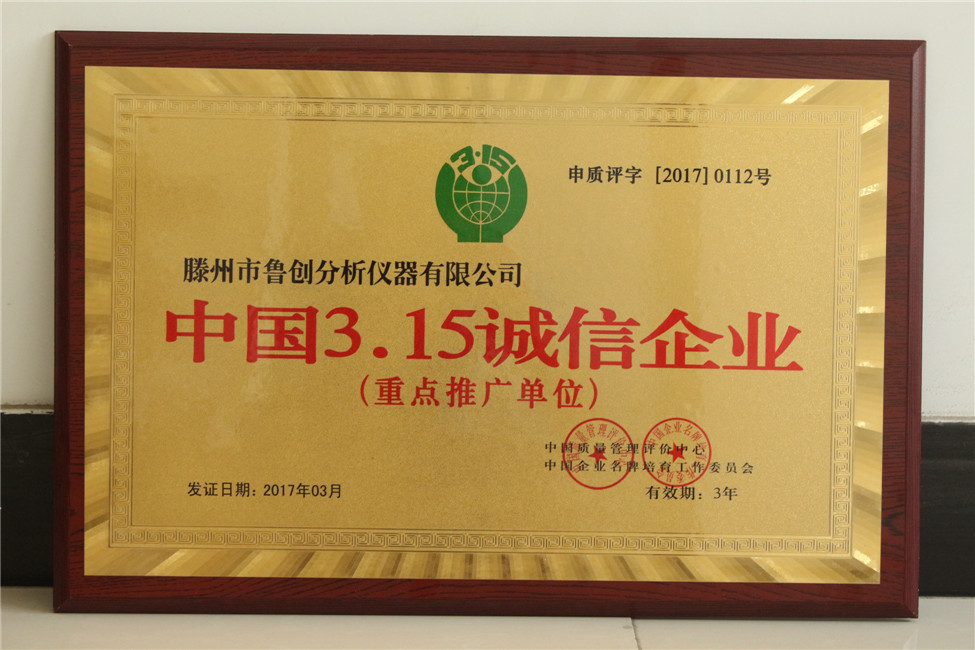 3·15
申质评字 [2017] 0112号
滕州市鲁创分析仪器有限公司
中国3.15诚信企业
(重点推广单位)
中国质量管理评价中心
中国企业名牌培育工作委员会
发证日期：2017年03月
有效期：3年